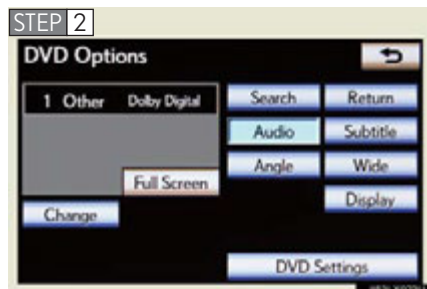 STEP 2
DVD Options
1 Other Dolby Digital
Search Return
Audio Subtitle
Angle Wide
Full Screen
Display
Change
DVD Settings